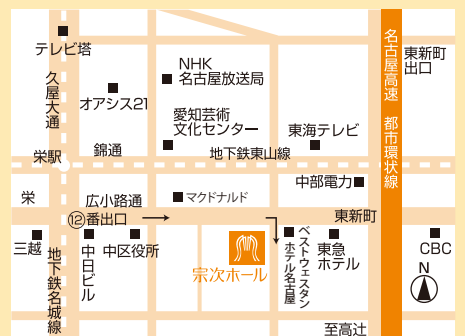 テレビ塔
久屋大通
オアシス21
NHK
名古屋放送局
愛知芸術
文化センター
東海テレビ
名古屋高速 都市環状線
東新町
出口
栄駅
錦通
地下鉄東山線
中部電力
栄
広小路通
⑫番出口
マクドナルド
東新町
三越
地下鉄名城線
中日ビル
中区役所
宗次ホール
ベストウェスタン
ホテル名古屋
東急
ホテル
CBC
N
至高辻